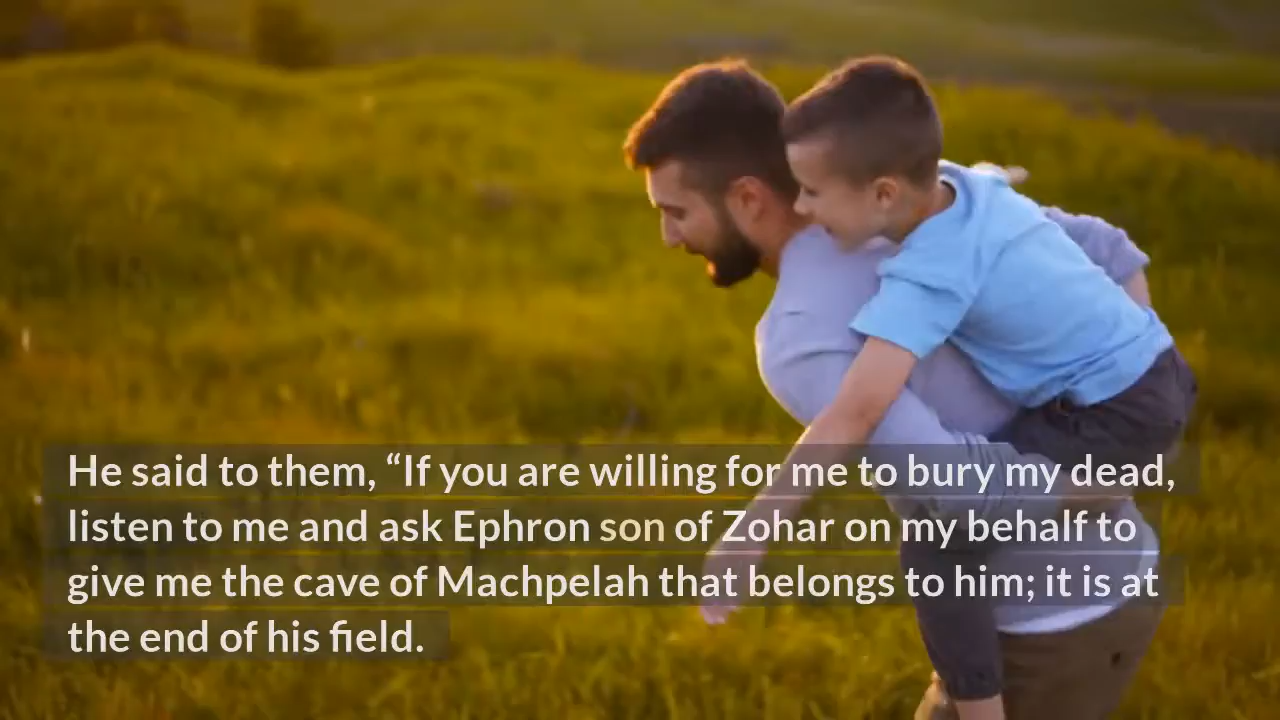 He said to them, “If you are willing for me to bury my dead,
listen to me and ask Ephron son of Zohar on my behalf to
give me the cave of Machpelah that belongs to him; it is at
the end of his field.